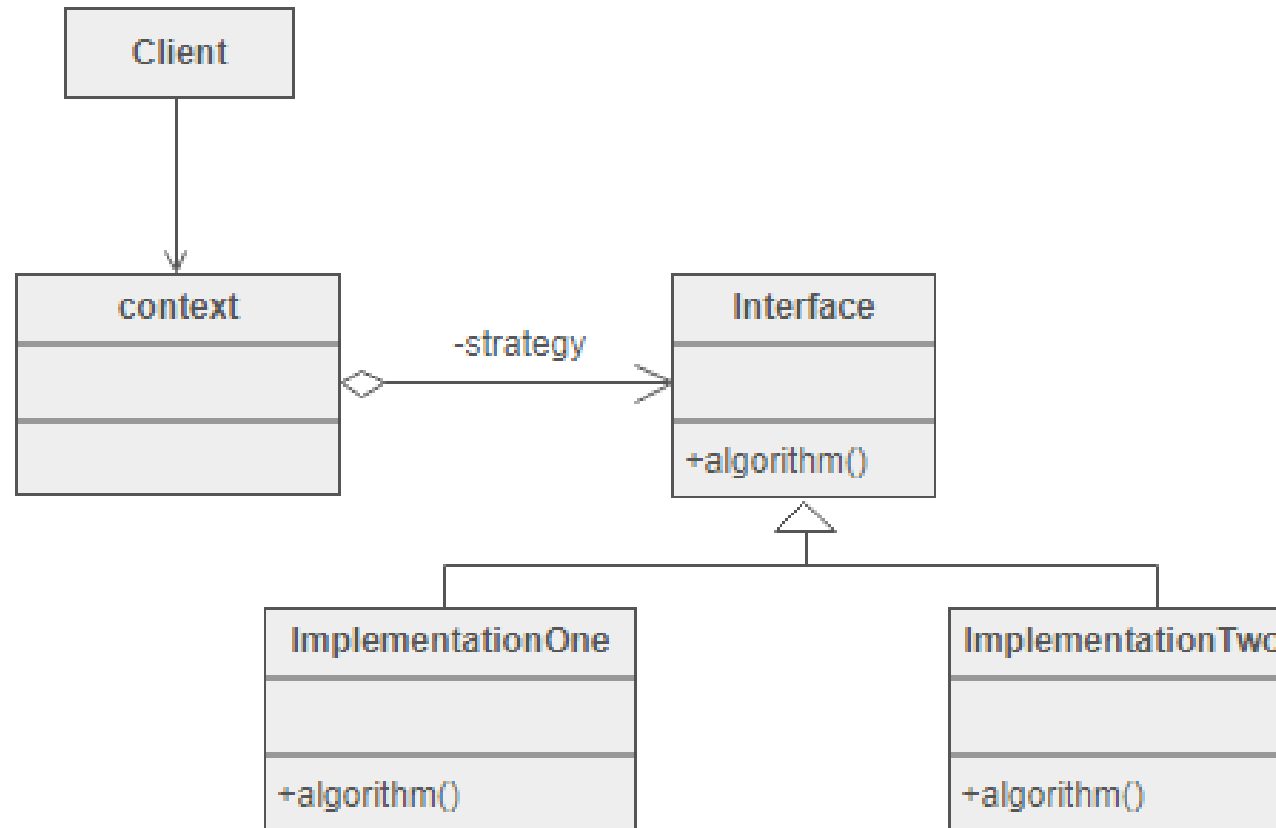 Client
context
-strategy
Interface
+algorithm()
ImplementationOne
+algorithm()
ImplementationTwo
+algorithm()